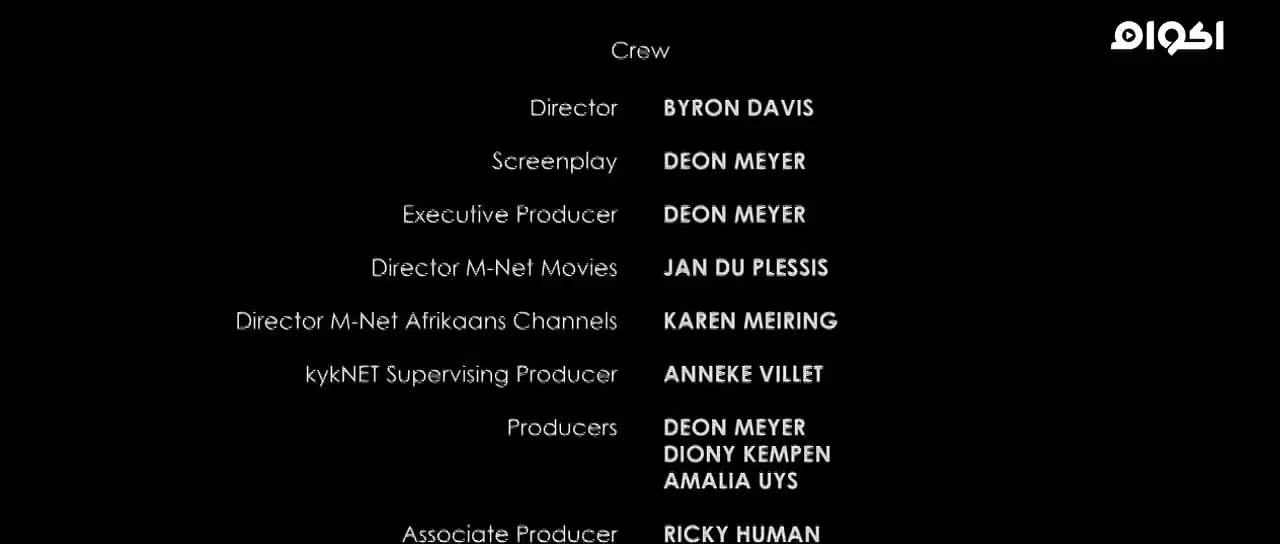 اكوام
Crew
Director BYRON DAVIS
Screenplay DEON MEYER
Executive Producer DEON MEYER
Director M-Net Movies JAN DU PLESSIS
Director M-Net Afrikaans Channels KAREN MEIRING
kykNET Supervising Producer ANNEKE VILLET
Producers DEON MEYER
DIONY KEMPEN
AMALIA UYS
Associate Producer RICKY HUMAN